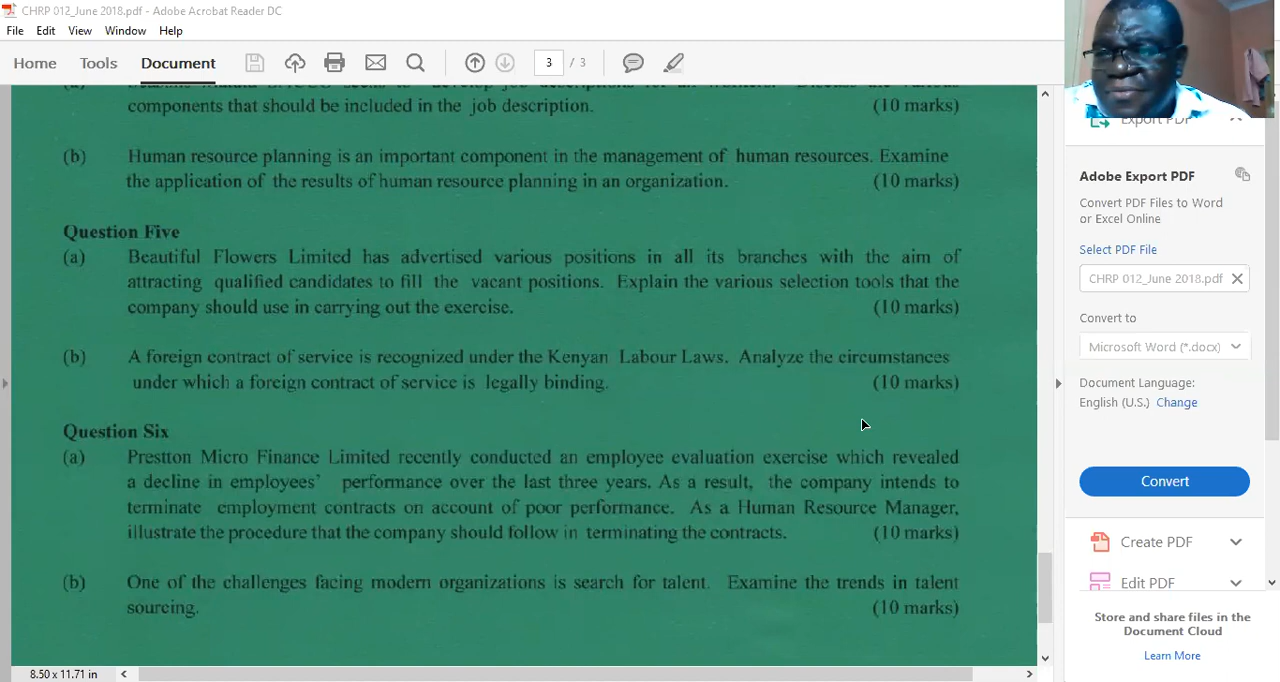 CHRP 012_June 2018.pdf - Adobe Acrobat Reader DC
File Edit View Window Help
Home Tools Document 3 / 3
components that should be included in the job description. (10 marks)
(b) Human resource planning is an important component in the management of human resources. Examine
the application of the results of human resource planning in an organization. (10 marks)
Question Five
(a) Beautiful Flowers Limited has advertised various positions in all its branches with the aim of
attracting qualified candidates to fill the vacant positions. Explain the various selection tools that the
company should use in carrying out the exercise. (10 marks)
(b) A foreign contract of service is recognized under the Kenyan Labour Laws. Analyze the circumstances
under which a foreign contract of service is legally binding. (10 marks)
Question Six
(a) Prestton Micro Finance Limited recently conducted an employee evaluation exercise which revealed
a decline in employees' performance over the last three years. As a result, the company intends to
terminate employment contracts on account of poor performance. As a Human Resource Manager,
illustrate the procedure that the company should follow in terminating the contracts. (10 marks)
(b) One of the challenges facing modern organizations is search for talent. Examine the trends in talent
sourcing. (10 marks)
8.50 x 11.71 in
Export PDF
Adobe Export PDF
Convert PDF Files to Word
or Excel Online
Select PDF File
CHRP 012_June 2018.pdf
Convert to
Microsoft Word (*.docx)
Document Language:
English (U.S.) Change
Convert
Create PDF
Edit PDF
Store and share files in the
Document Cloud
Learn More